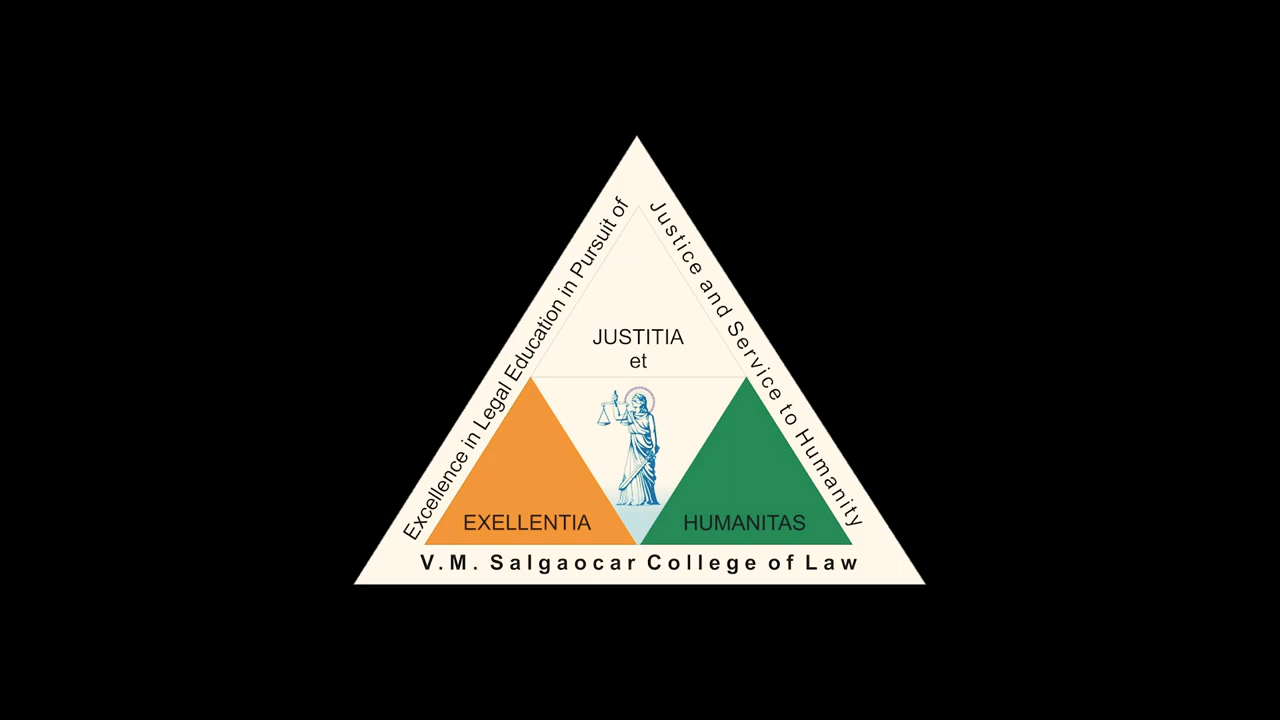 Excellence in Legal Education in Pursuit of
Justice and Service to Humanity
JUSTITIA
et
EXELLENTIA
HUMANITAS
V.M. Salgaocar College of Law